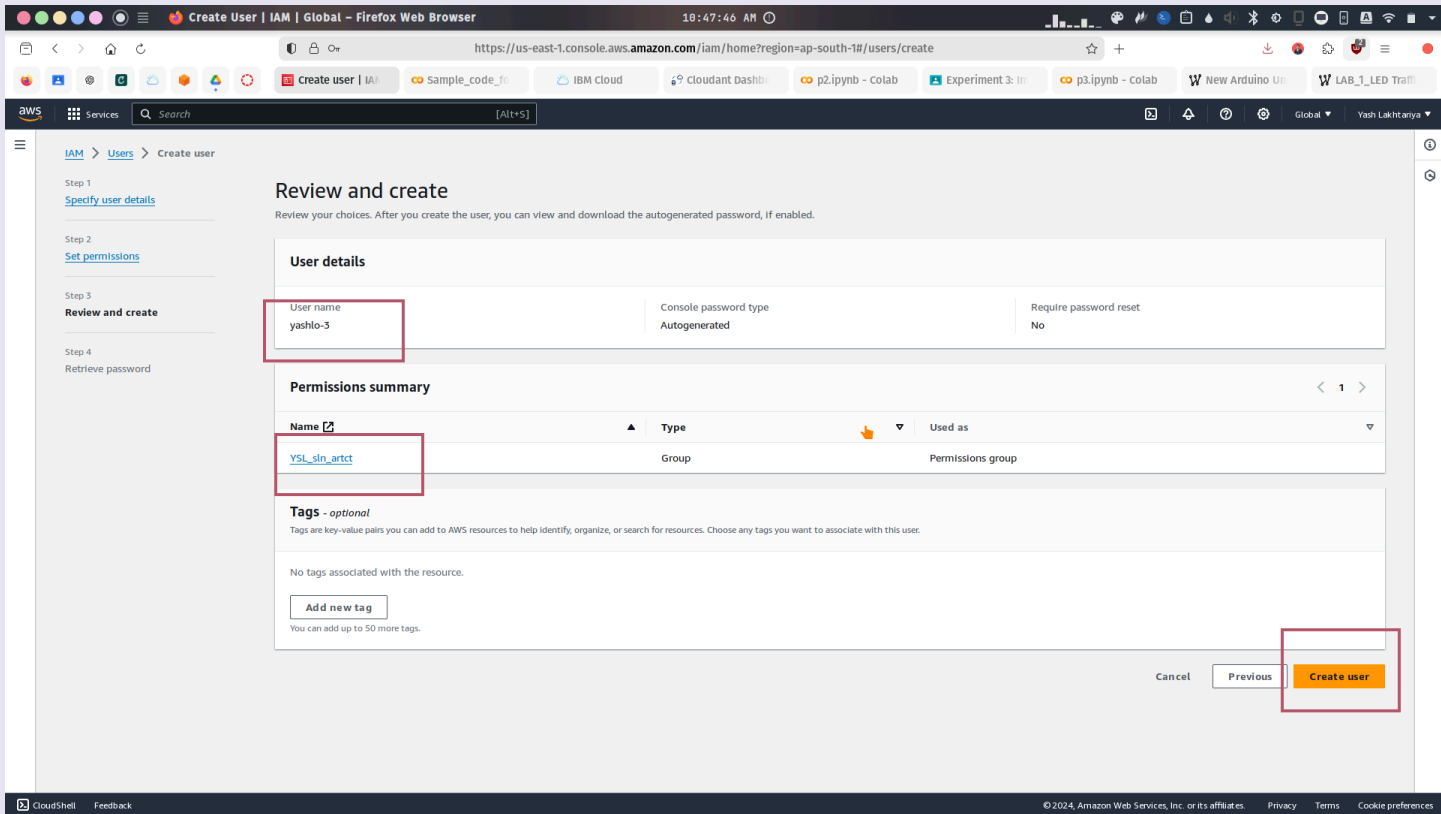 Create User | IAM | Global – Firefox Web Browser
10:47:46 AM
https://us-east-1.console.aws.amazon.com/iam/home?region=ap-south-1#/users/create
2
Create user | IA
Sample_code_fo
IBM Cloud
Cloudant Dashb
p2.ipynb - Colab
Experiment 3: Im
p3.ipynb - Colab
New Arduino Un
LAB_1_LED Traff
aws
Services
Search
[Alt+S]
Global
Yash Lakhtariya
IAM > Users > Create user
Step 1
Specify user details
Step 2
Set permissions
Step 3
Review and create
Step 4
Retrieve password
Review and create
Review your choices. After you create the user, you can view and download the autogenerated password, if enabled.
User details
User name
yashlo-3
Console password type
Autogenerated
Require password reset
No
Permissions summary
1
Name
Type
Used as
YSL_sln_artct
Group
Permissions group
Tags - optional
Tags are key-value pairs you can add to AWS resources to help identify, organize, or search for resources. Choose any tags you want to associate with this user.
No tags associated with the resource.
Add new tag
You can add up to 50 more tags.
Cancel
Previous
Create user
CloudShell
Feedback
© 2024, Amazon Web Services, Inc. or its affiliates.
Privacy
Terms
Cookie preferences